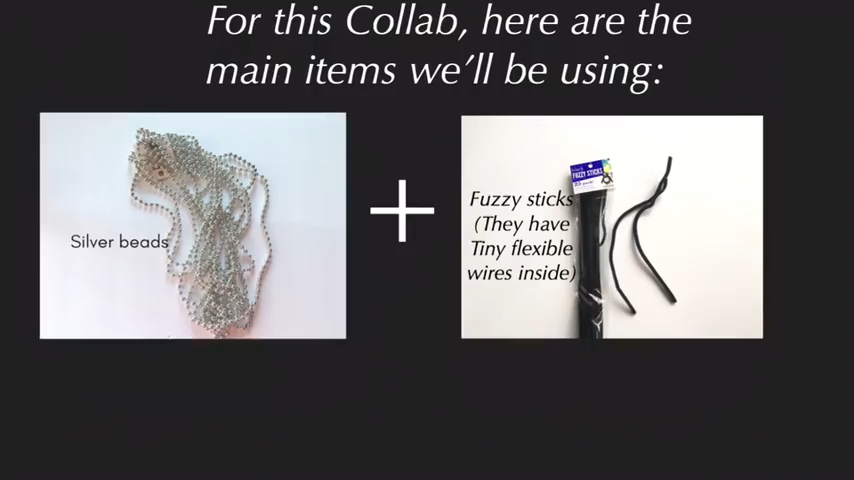 For this Collab, here are the
main items we'll be using:
Silver beads
Fuzzy sticks
(They have
Tiny flexible
wires inside)
FUZZY STICKS